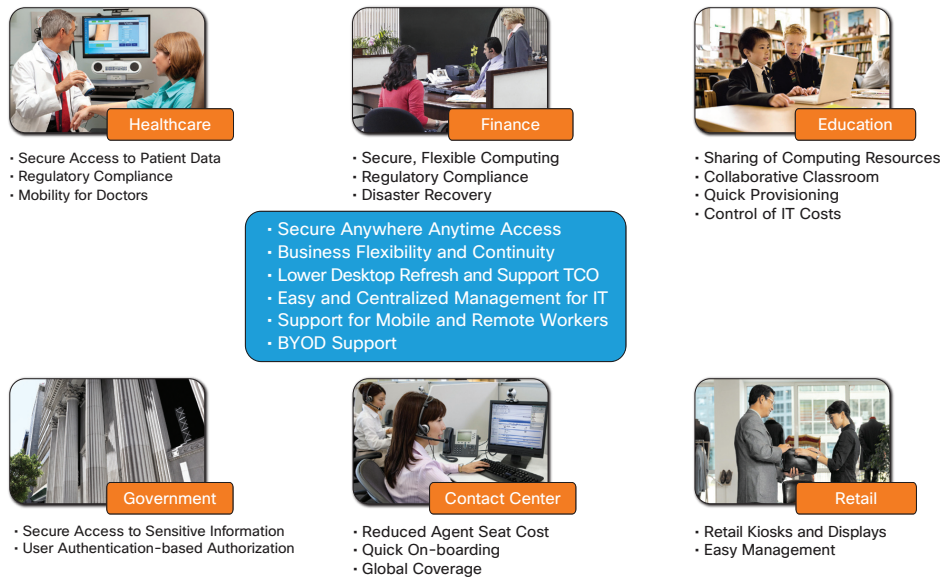 Healthcare
· Secure Access to Patient Data
· Regulatory Compliance
· Mobility for Doctors
Finance
· Secure, Flexible Computing
· Regulatory Compliance
· Disaster Recovery
Education
· Sharing of Computing Resources
· Collaborative Classroom
· Quick Provisioning
· Control of IT Costs
· Secure Anywhere Anytime Access
· Business Flexibility and Continuity
· Lower Desktop Refresh and Support TCO
· Easy and Centralized Management for IT
· Support for Mobile and Remote Workers
· BYOD Support
Government
· Secure Access to Sensitive Information
· User Authentication-based Authorization
Contact Center
· Reduced Agent Seat Cost
· Quick On-boarding
· Global Coverage
Retail
· Retail Kiosks and Displays
· Easy Management